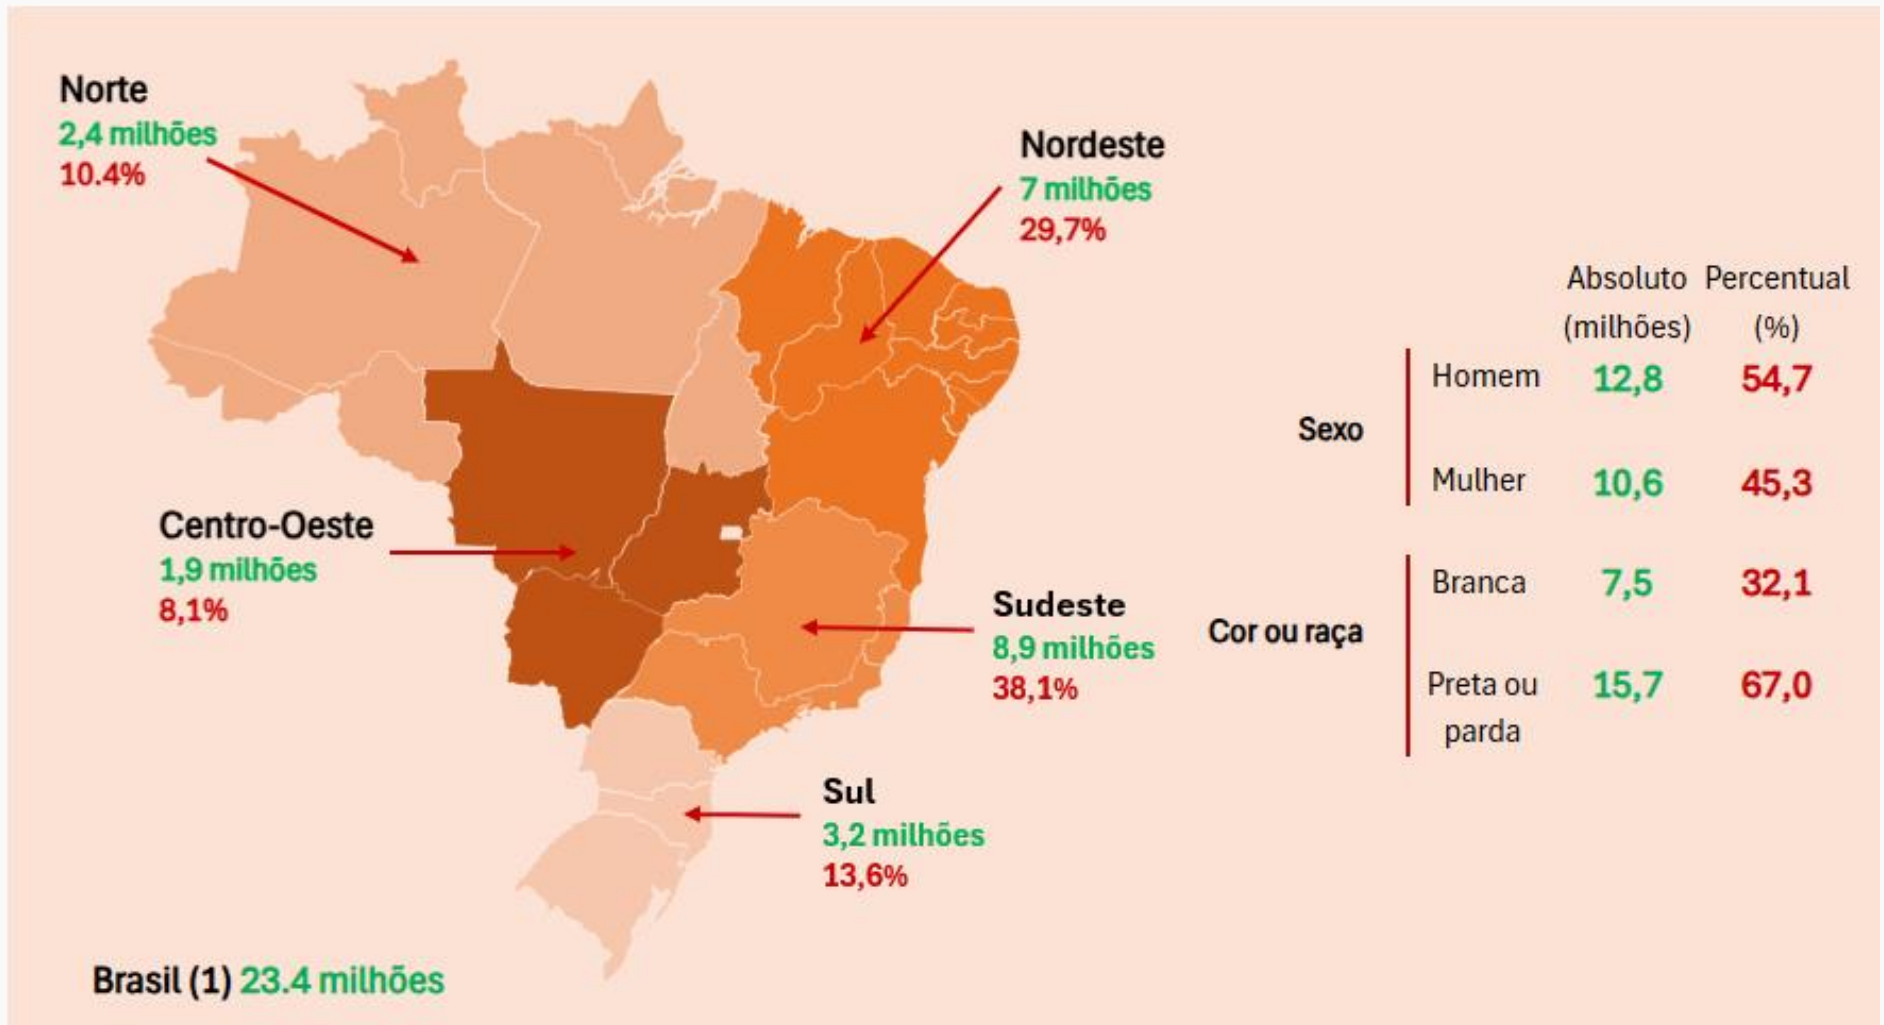 Norte
2,4 milhões
10.4%
Nordeste
7 milhões
29,7%
Centro-Oeste
1,9 milhões
8,1%
Sudeste
8,9 milhões
38,1%
Sul
3,2 milhões
13,6%
Brasil (1) 23.4 milhões
Absoluto Percentual
(milhões) (%)
Sexo
Homem 12,8 54,7
Mulher 10,6 45,3
Cor ou raça
Branca 7,5 32,1
Preta ou 15,7 67,0
parda